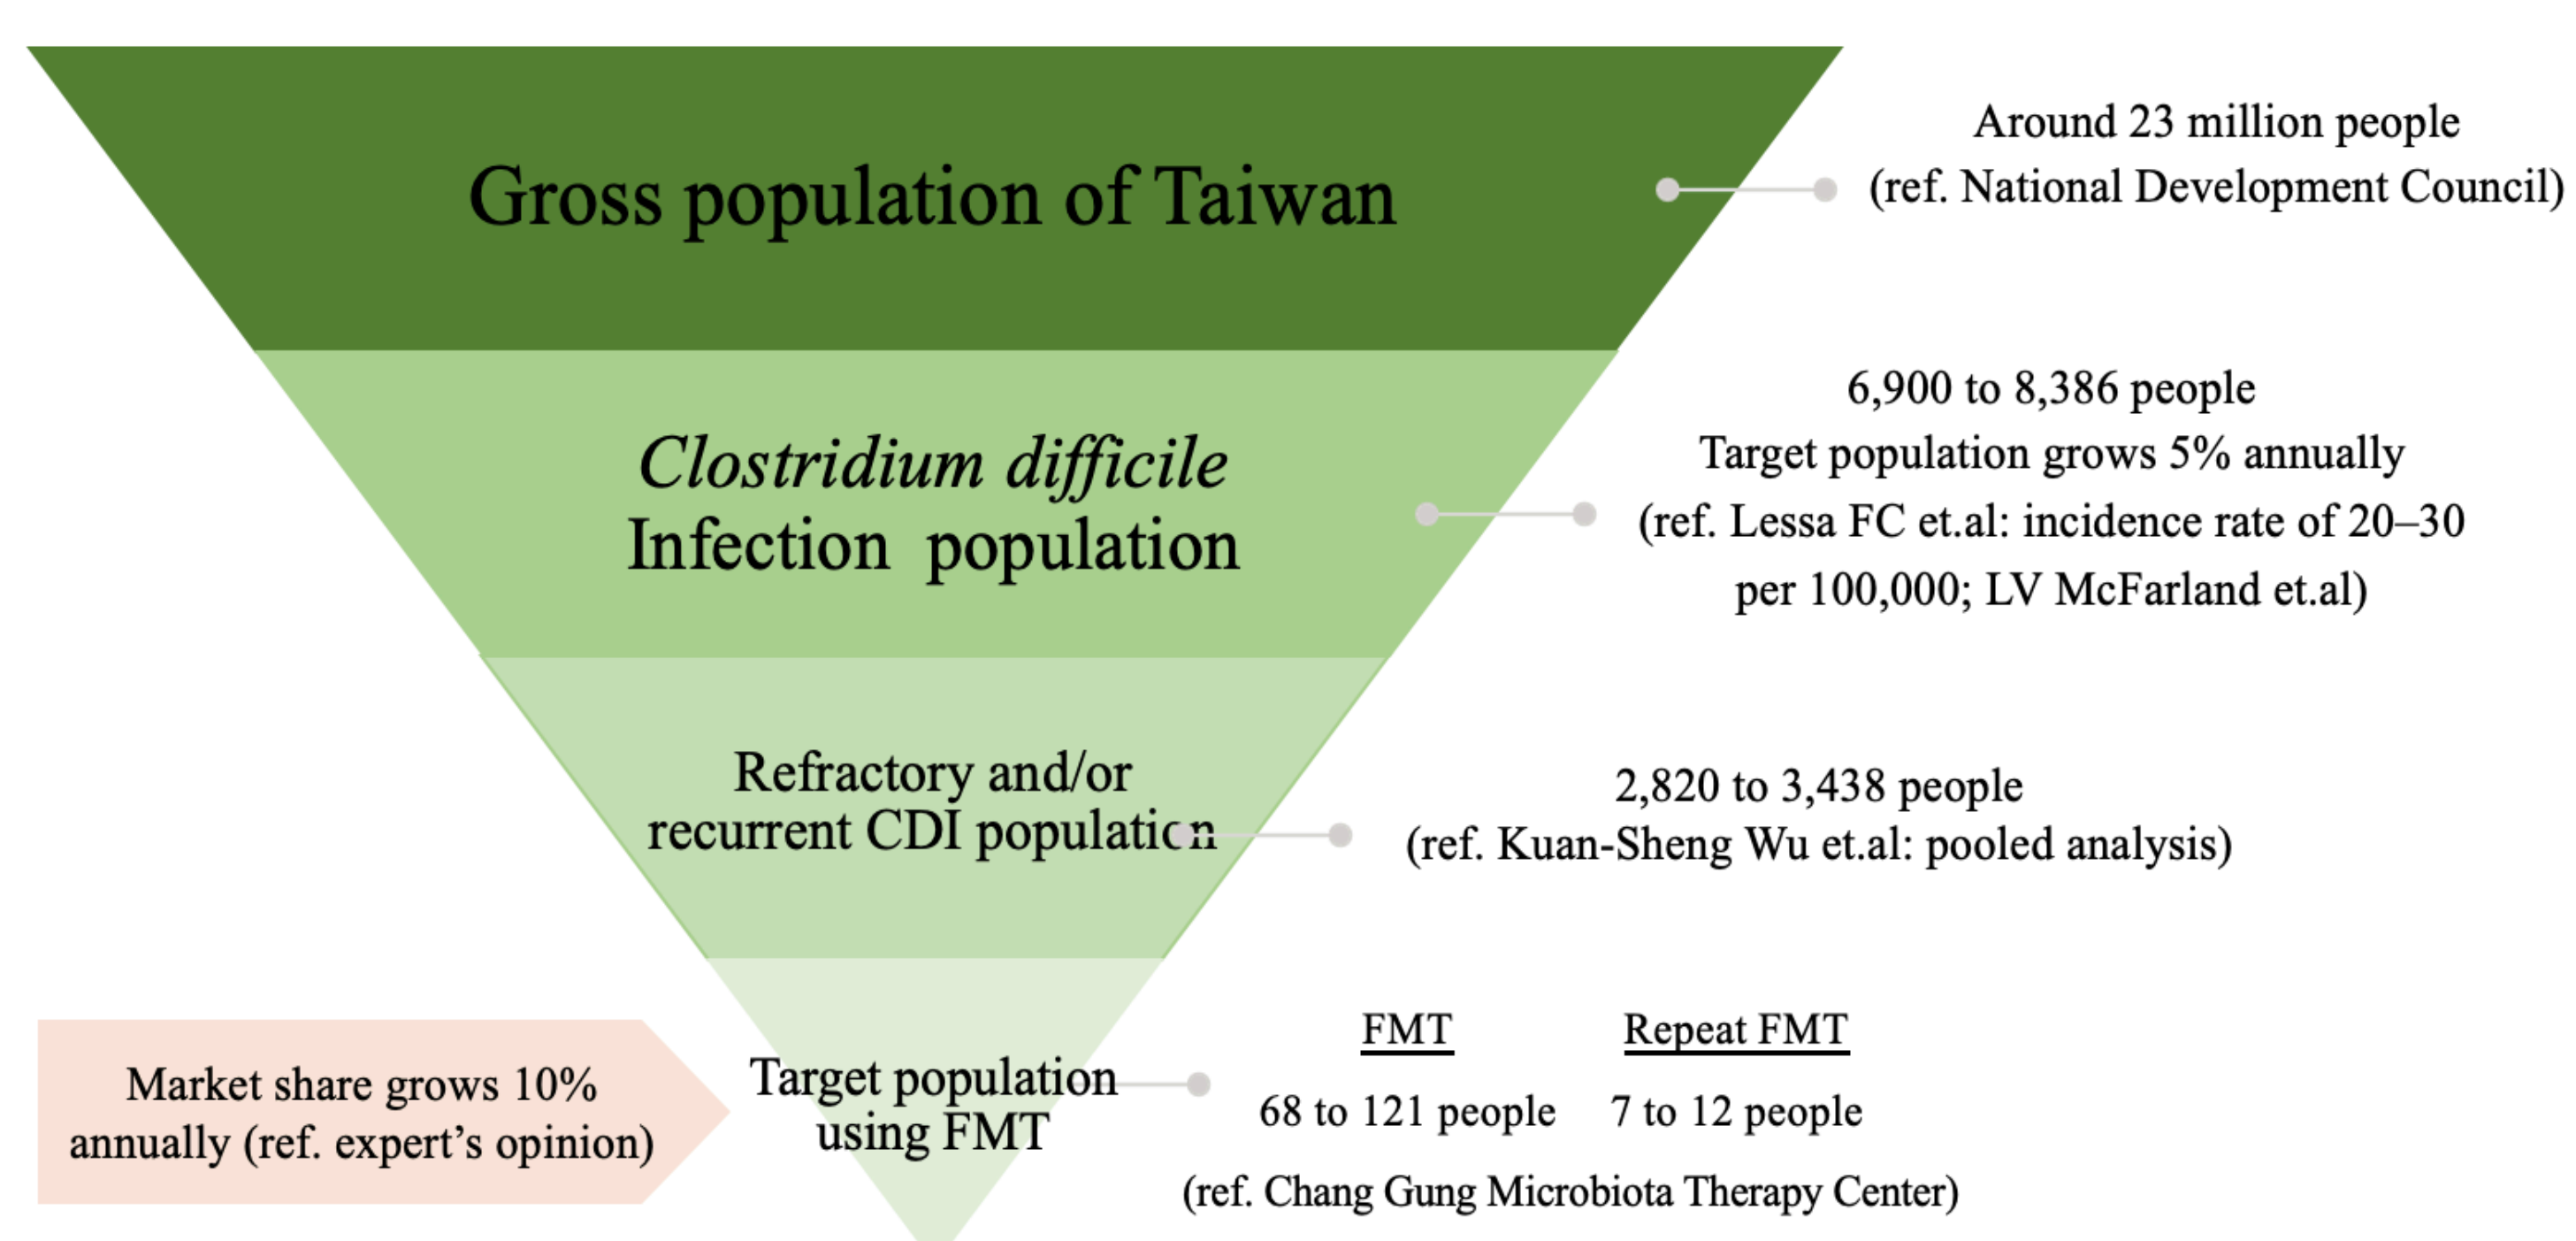 Gross population of Taiwan
Around 23 million people
(ref. National Development Council)
Clostridium difficile
Infection population
6,900 to 8,386 people
Target population grows 5% annually
(ref. Lessa FC et.al: incidence rate of 20–30
per 100,000; LV McFarland et.al)
Refractory and/or
recurrent CDI population
2,820 to 3,438 people
(ref. Kuan-Sheng Wu et.al: pooled analysis)
Market share grows 10%
annually (ref. expert’s opinion)
Target population
using FMT
FMT
Repeat FMT
68 to 121 people
7 to 12 people
(ref. Chang Gung Microbiota Therapy Center)